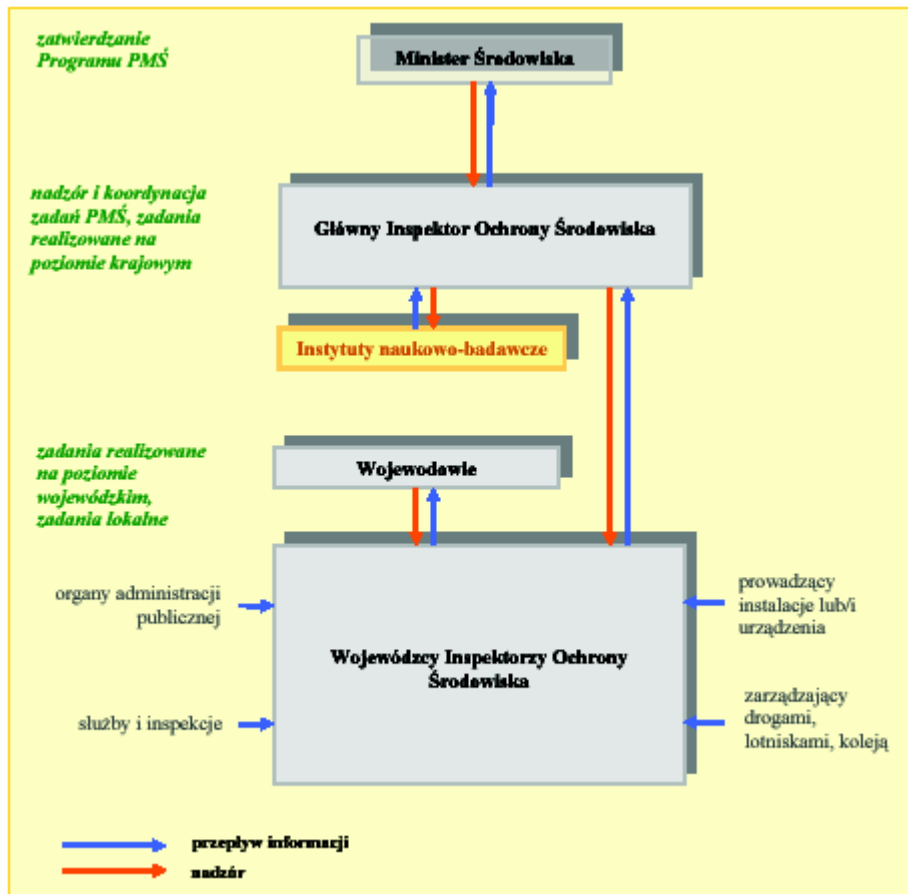 zatwierdzanie
Programu PMŚ
Minister Środowiska
nadzór i koordynacja
zadań PMŚ, zadania
realizowane na
poziomie krajowym
Główny Inspektor Ochrony Środowiska
Instytuty naukowo-badawcze
zadania realizowane
na poziomie
wojewódzkim,
zadania lokalne
Wojewodowie
organy administracji
publicznej
prowadzący
instalacje lub/i
urządzenia
Wojewódzcy Inspektorzy Ochrony
Środowiska
służby i inspekcje
zarządzający
drogami,
lotniskami, koleją
przepływ informacji
nadzór